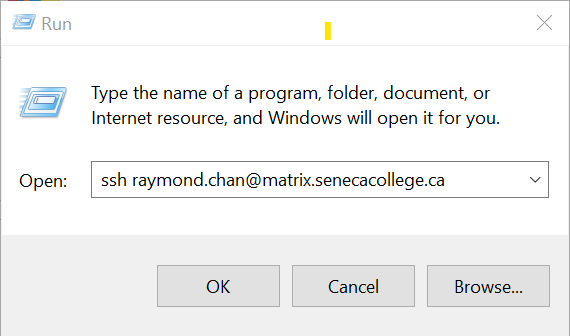 Run
Type the name of a program, folder, document, or
Internet resource, and Windows will open it for you.
Open: ssh raymond.chan@matrix.senecacollege.ca
OK Cancel Browse...